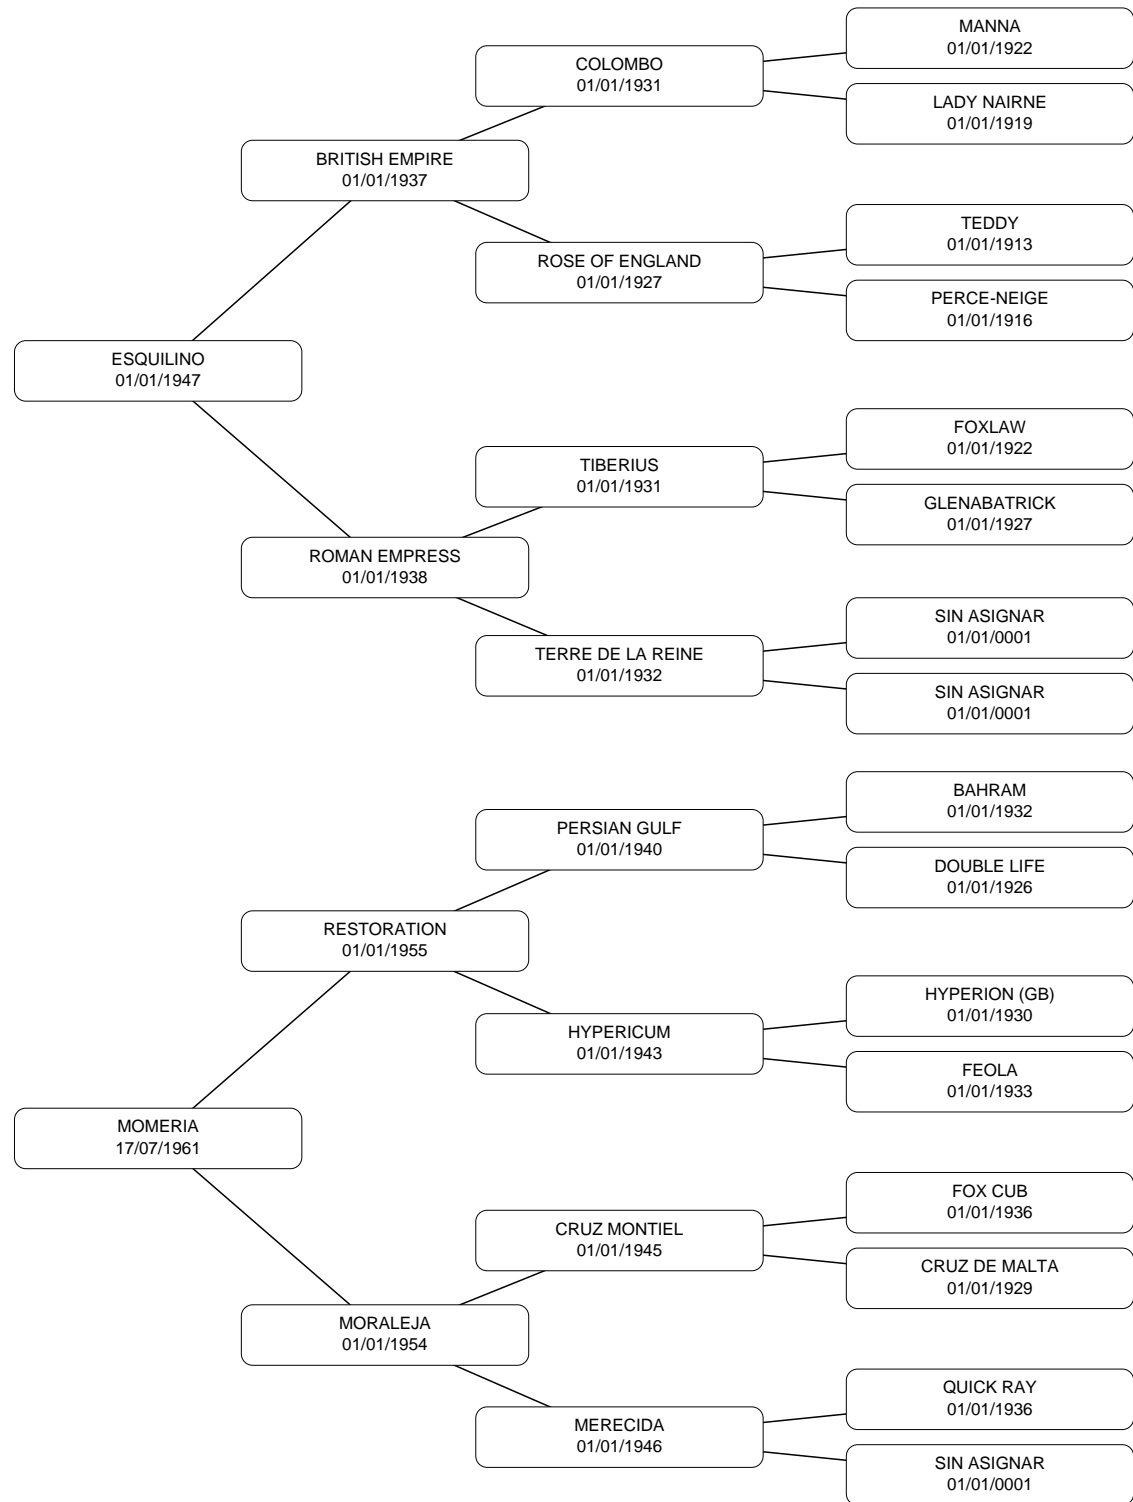 MANNA
01/01/1922
COLOMBO
01/01/1931
LADY NAIRNE
01/01/1919
BRITISH EMPIRE
01/01/1937
TEDDY
01/01/1913
ROSE OF ENGLAND
01/01/1927
PERCE-NEIGE
01/01/1916
ESQUILINO
01/01/1947
FOXLAW
01/01/1922
TIBERIUS
01/01/1931
GLENABATRICK
01/01/1927
ROMAN EMPRESS
01/01/1938
SIN ASIGNAR
01/01/0001
TERRE DE LA REINE
01/01/1932
SIN ASIGNAR
01/01/0001
BAHRAM
01/01/1932
PERSIAN GULF
01/01/1940
DOUBLE LIFE
01/01/1926
RESTORATION
01/01/1955
HYPERION (GB)
01/01/1930
HYPERICUM
01/01/1943
FEOLA
01/01/1933
MOMERIA
17/07/1961
FOX CUB
01/01/1936
CRUZ MONTIEL
01/01/1945
CRUZ DE MALTA
01/01/1929
MORALEJA
01/01/1954
QUICK RAY
01/01/1936
MERECIDA
01/01/1946
SIN ASIGNAR
01/01/0001